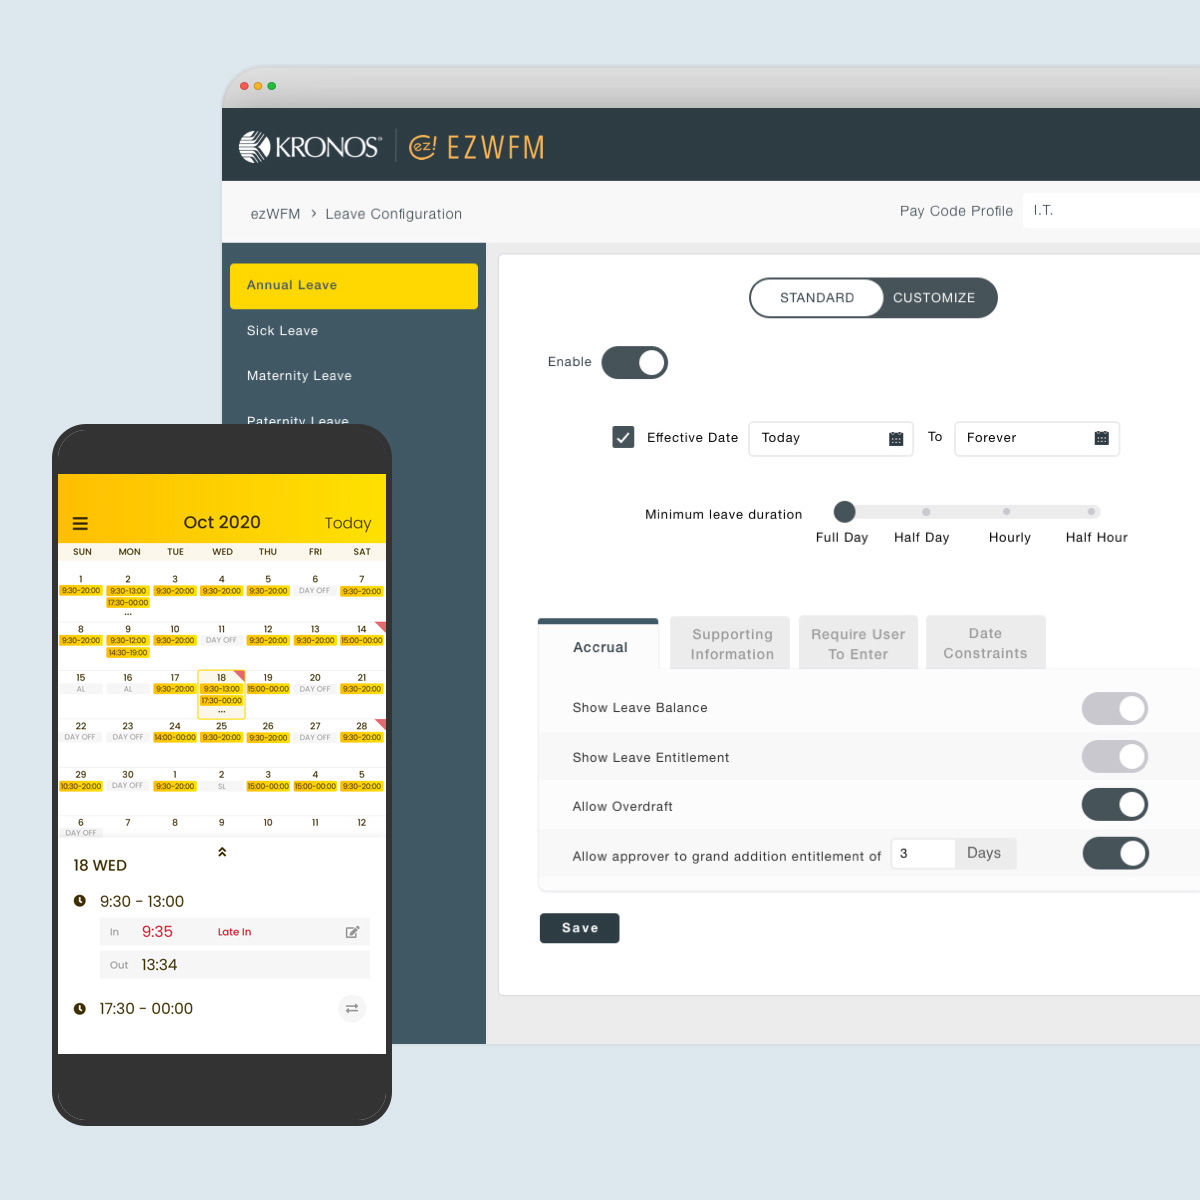 KRONOS® ez! EZWFM
ezWFM > Leave Configuration
Pay Code Profile I.T.
Annual Leave
Sick Leave
Maternity Leave
Paternity Leave
STANDARD CUSTOMIZE
Enable
Effective Date Today To Forever
Minimum leave duration
Full Day Half Day Hourly Half Hour
Accrual
Supporting
Information
Require User
To Enter
Date
Constraints
Show Leave Balance
Show Leave Entitlement
Allow Overdraft
Allow approver to grand addition entitlement of 3 Days
Save
Oct 2020 Today
SUN MON TUE WED THU FRI SAT
1 2 3 4 5 6 7
9:30-20:00 9:30-13:00 9:30-20:00 9:30-20:00 9:30-20:00 DAY OFF 9:30-20:00
17:30-00:00
...
8 9 10 11 12 13 14
9:30-20:00 9:30-12:00 9:30-20:00 DAY OFF 9:30-20:00 9:30-20:00 15:00-00:00
14:30-19:00
15 16 17 18 19 20 21
AL AL 9:30-20:00 9:30-13:00 15:00-00:00 DAY OFF 9:30-20:00
17:30-00:00
...
22 23 24 25 26 27 28
DAY OFF DAY OFF 14:00-00:00 9:30-20:00 9:30-20:00 DAY OFF 9:30-20:00
29 30 1 2 3 4 5
10:30-20:00 DAY OFF 9:30-20:00 SL 15:00-00:00 15:00-00:00 9:30-20:00
6 7 8 9 10 11 12
DAY OFF
18 WED
9:30 - 13:00
In 9:35 Late In
Out 13:34
17:30 - 00:00